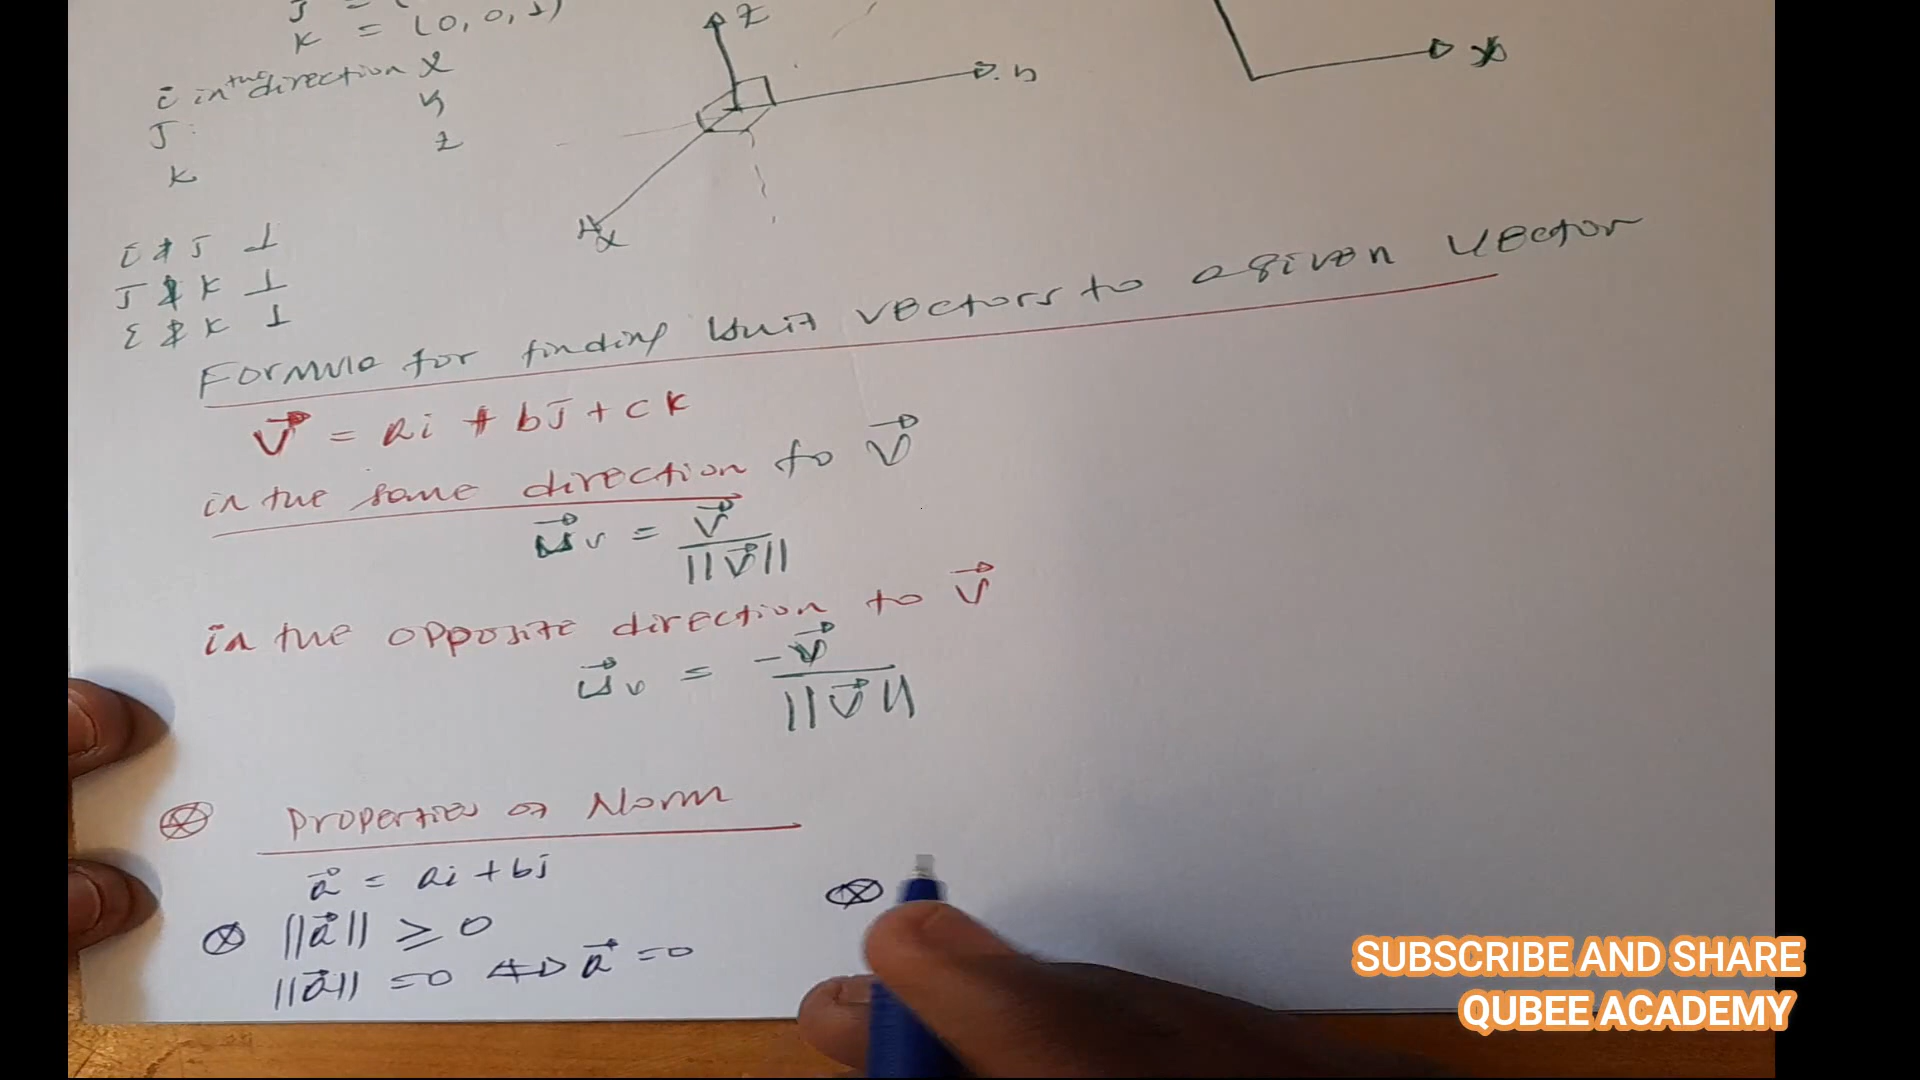 J =
k = (0, 0, 1)
i in the direction x
J y
k z
z
x
i & J ⊥
J & k ⊥
i & k ⊥
Formula for finding Unit vectors to a given vector
V⃗ = ai + bJ + ck
in the same direction to V⃗
u⃗v = V⃗ / ||V⃗||
in the opposite direction to V⃗
u⃗v = -V⃗ / ||V⃗||
⊗ Properties of Norm
a⃗ = ai + bj
⊗ ||a⃗|| ≥ 0
||a⃗|| = 0 ⇔ a⃗ = 0
⊗
SUBSCRIBE AND SHARE
QUBEE ACADEMY